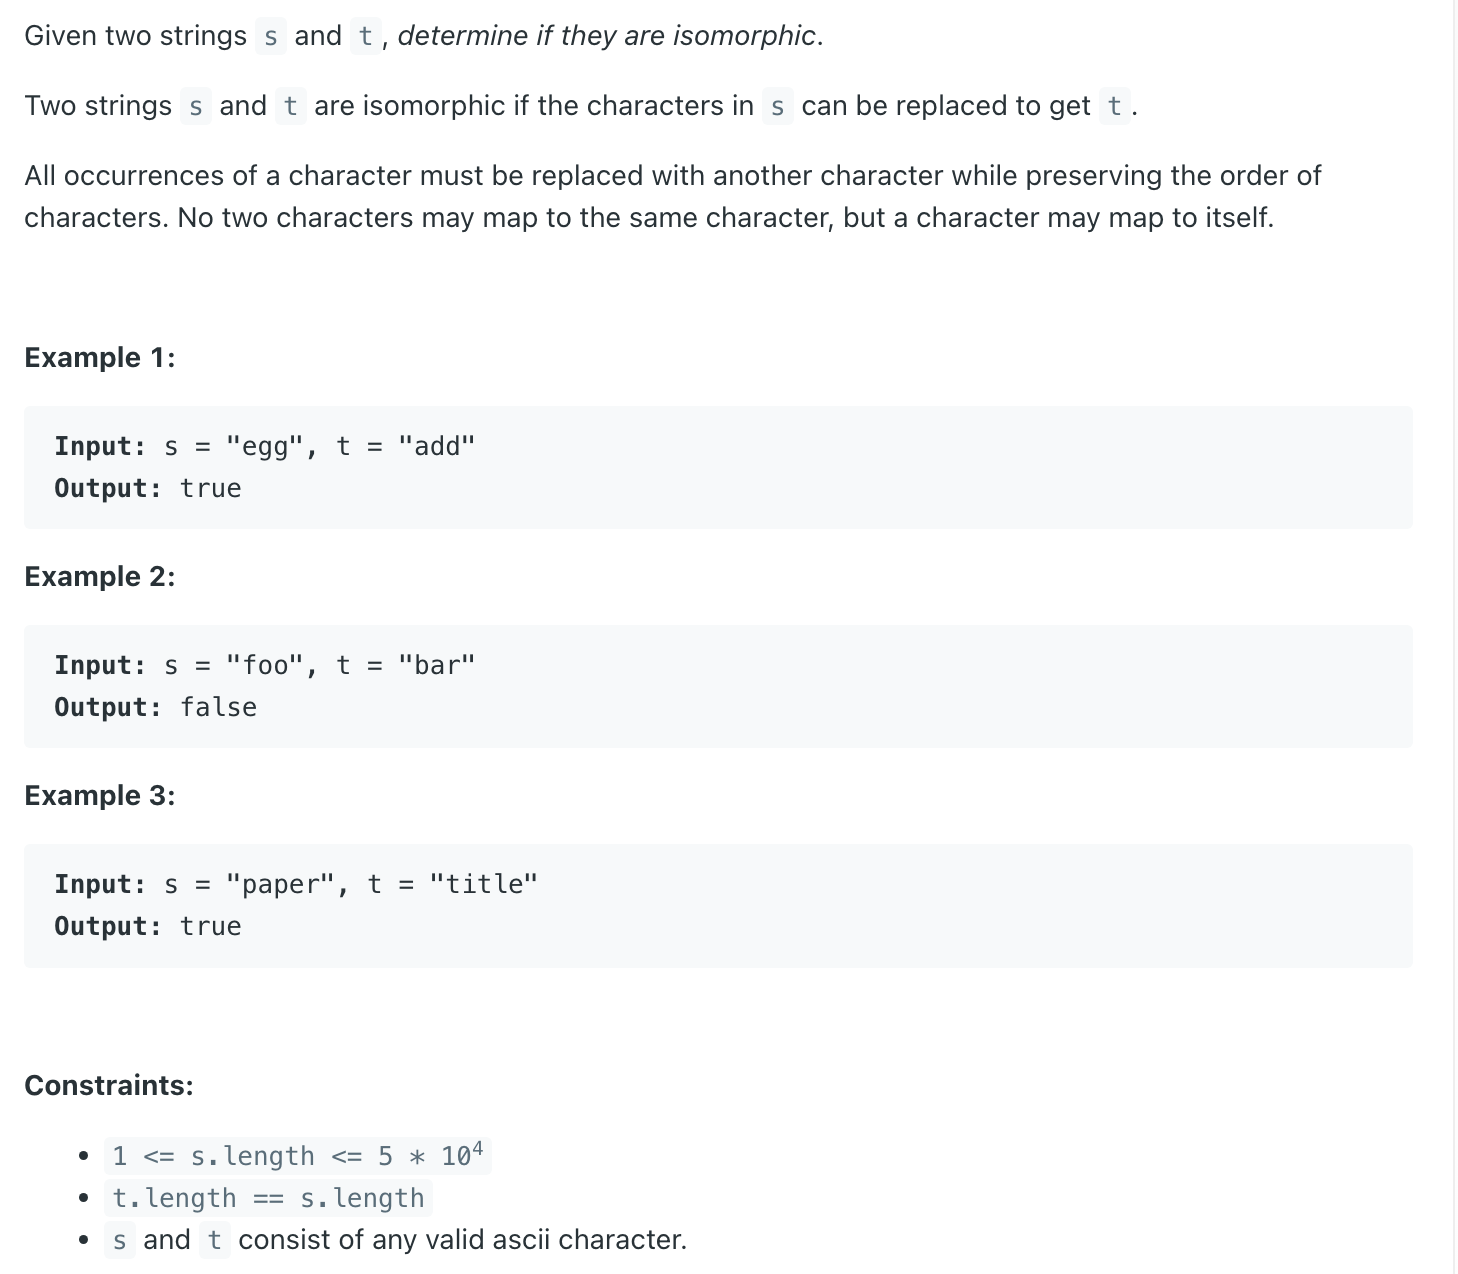 Given two strings s and t, determine if they are isomorphic.
Two strings s and t are isomorphic if the characters in s can be replaced to get t.
All occurrences of a character must be replaced with another character while preserving the order of
characters. No two characters may map to the same character, but a character may map to itself.
Example 1:
Input: s = "egg", t = "add"
Output: true
Example 2:
Input: s = "foo", t = "bar"
Output: false
Example 3:
Input: s = "paper", t = "title"
Output: true
Constraints:
• 1 <= s.length <= 5 * 10⁴
• t.length == s.length
• s and t consist of any valid ascii character.